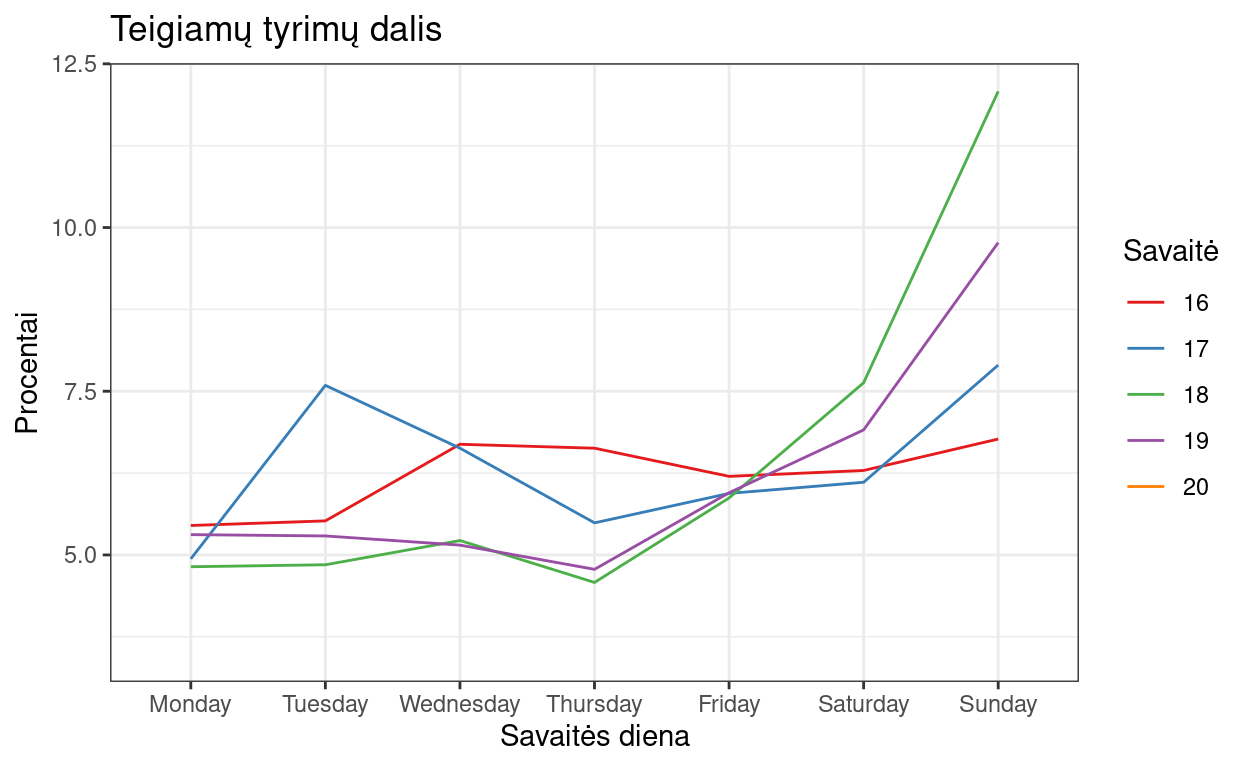 Teigiamų tyrimų dalis
12.5
10.0
7.5
5.0
Procentai
Monday Tuesday Wednesday Thursday Friday Saturday Sunday
Savaitės diena
Savaitė
16
17
18
19
20